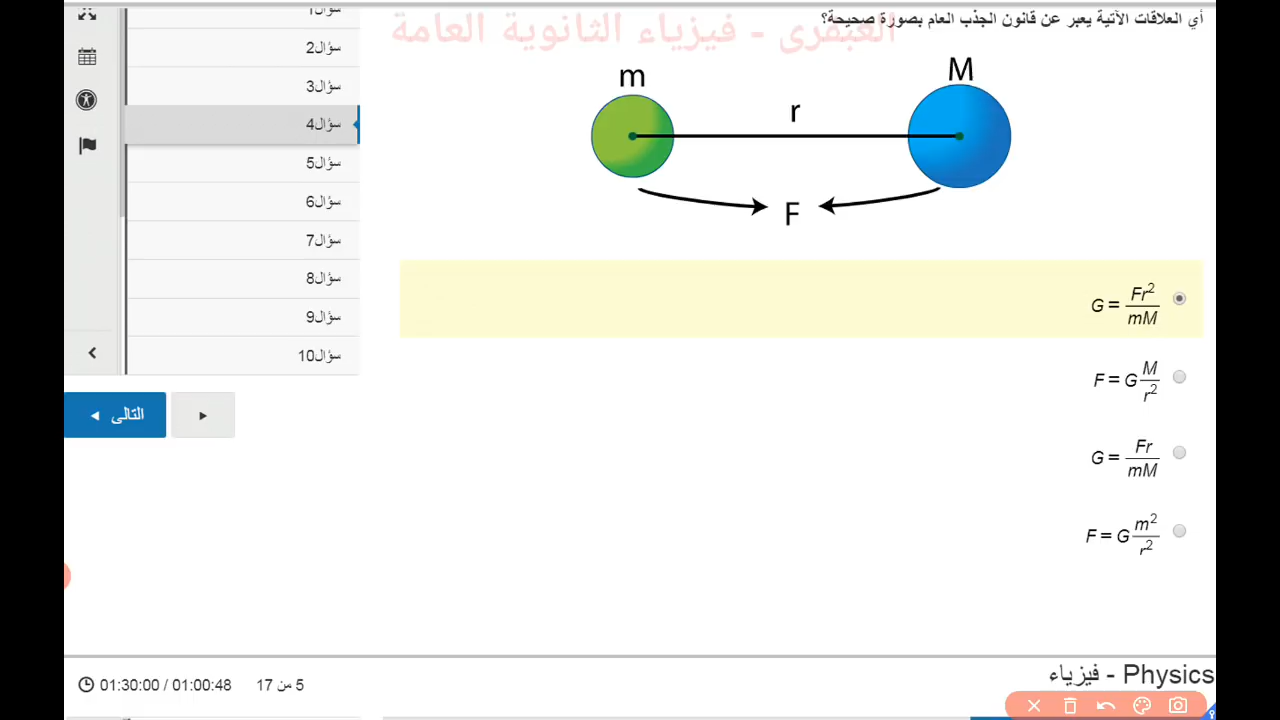 أي العلاقات الآتية يعبر عن قانون الجذب العام بصورة صحيحة؟
العبقرى - فيزياء الثانوية العامة
m
M
r
F
G = Fr²/mM
F = G M/r²
G = Fr/mM
F = G m²/r²
سؤال1
سؤال2
سؤال3
سؤال4
سؤال5
سؤال6
سؤال7
سؤال8
سؤال9
سؤال10
التالى
Physics - فيزياء
5 من 17
01:30:00 / 01:00:48